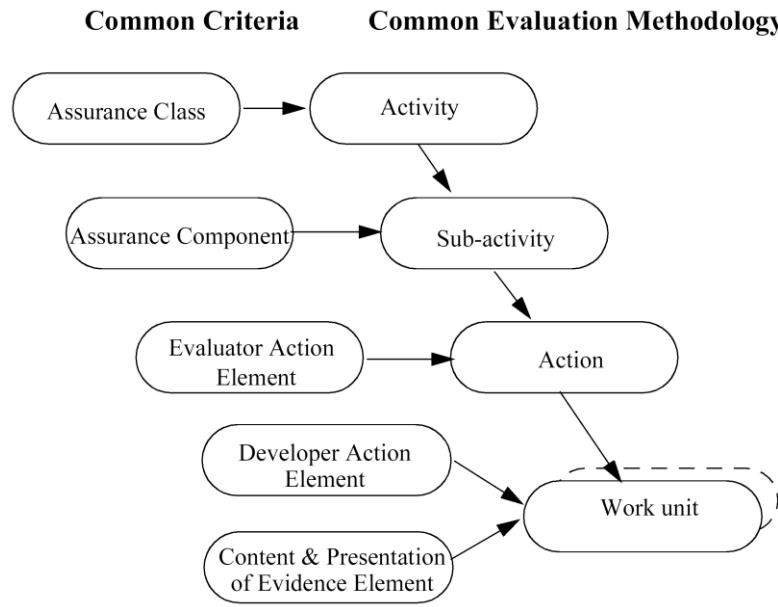 Common Criteria
Common Evaluation Methodology
Assurance Class
Activity
Assurance Component
Sub-activity
Evaluator Action
Element
Action
Developer Action
Element
Work unit
Content & Presentation
of Evidence Element